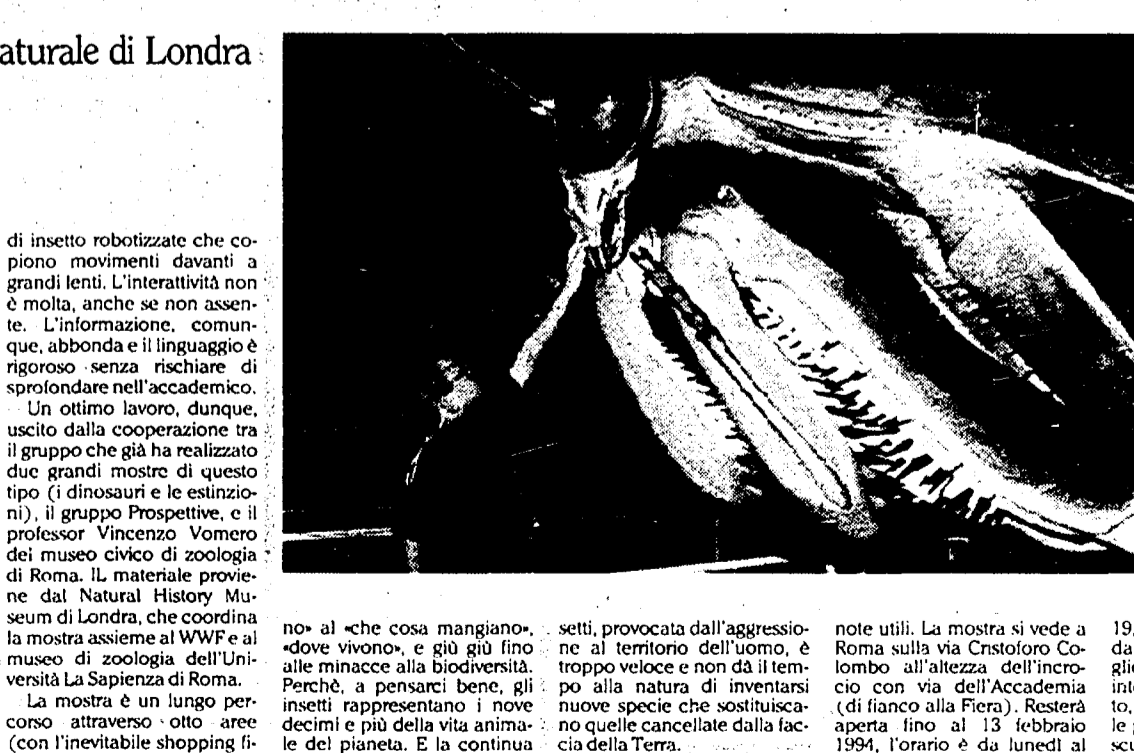 aturale di Londra
di insetto robotizzate che co-
piono movimenti davanti a
grandi lenti. L'interattività non
è molta, anche se non assen-
te. L'informazione, comun-
que, abbonda e il linguaggio è
rigoroso senza rischiare di
sprofondare nell'accademico.
Un ottimo lavoro, dunque,
uscito dalla cooperazione tra
il gruppo che già ha realizzato
due grandi mostre di questo
tipo (i dinosauri e le estinzio-
ni), il gruppo Prospettive, e il
professor Vincenzo Vomero
del museo civico di zoologia
di Roma. IL materiale provie-
ne dal Natural History Mu-
seum di Londra, che coordina
la mostra assieme al WWF e al
museo di zoologia dell'Uni-
versità La Sapienza di Roma.
La mostra è un lungo per-
corso attraverso otto aree
(con l'inevitabile shopping fi-
no» al «che cosa mangiano»,
«dove vivono», e giù giù fino
alle minacce alla biodiversità.
Perchè, a pensarci bene, gli
insetti rappresentano i nove
decimi e più della vita anima-
le del pianeta. E la continua
setti, provocata dall'aggressio-
ne al territorio dell'uomo, è
troppo veloce e non dà il tem-
po alla natura di inventarsi
nuove specie che sostituisca-
no quelle cancellate dalla fac-
cia della Terra.
note utili. La mostra si vede a
Roma sulla via Cristoforo Co-
lombo all'altezza dell'incro-
cio con via dell'Accademia
(di fianco alla Fiera). Resterà
aperta fino al 13 febbraio
1994, l'orario è da lunedì al
19,
da
glie
inte
to,
le p
sco